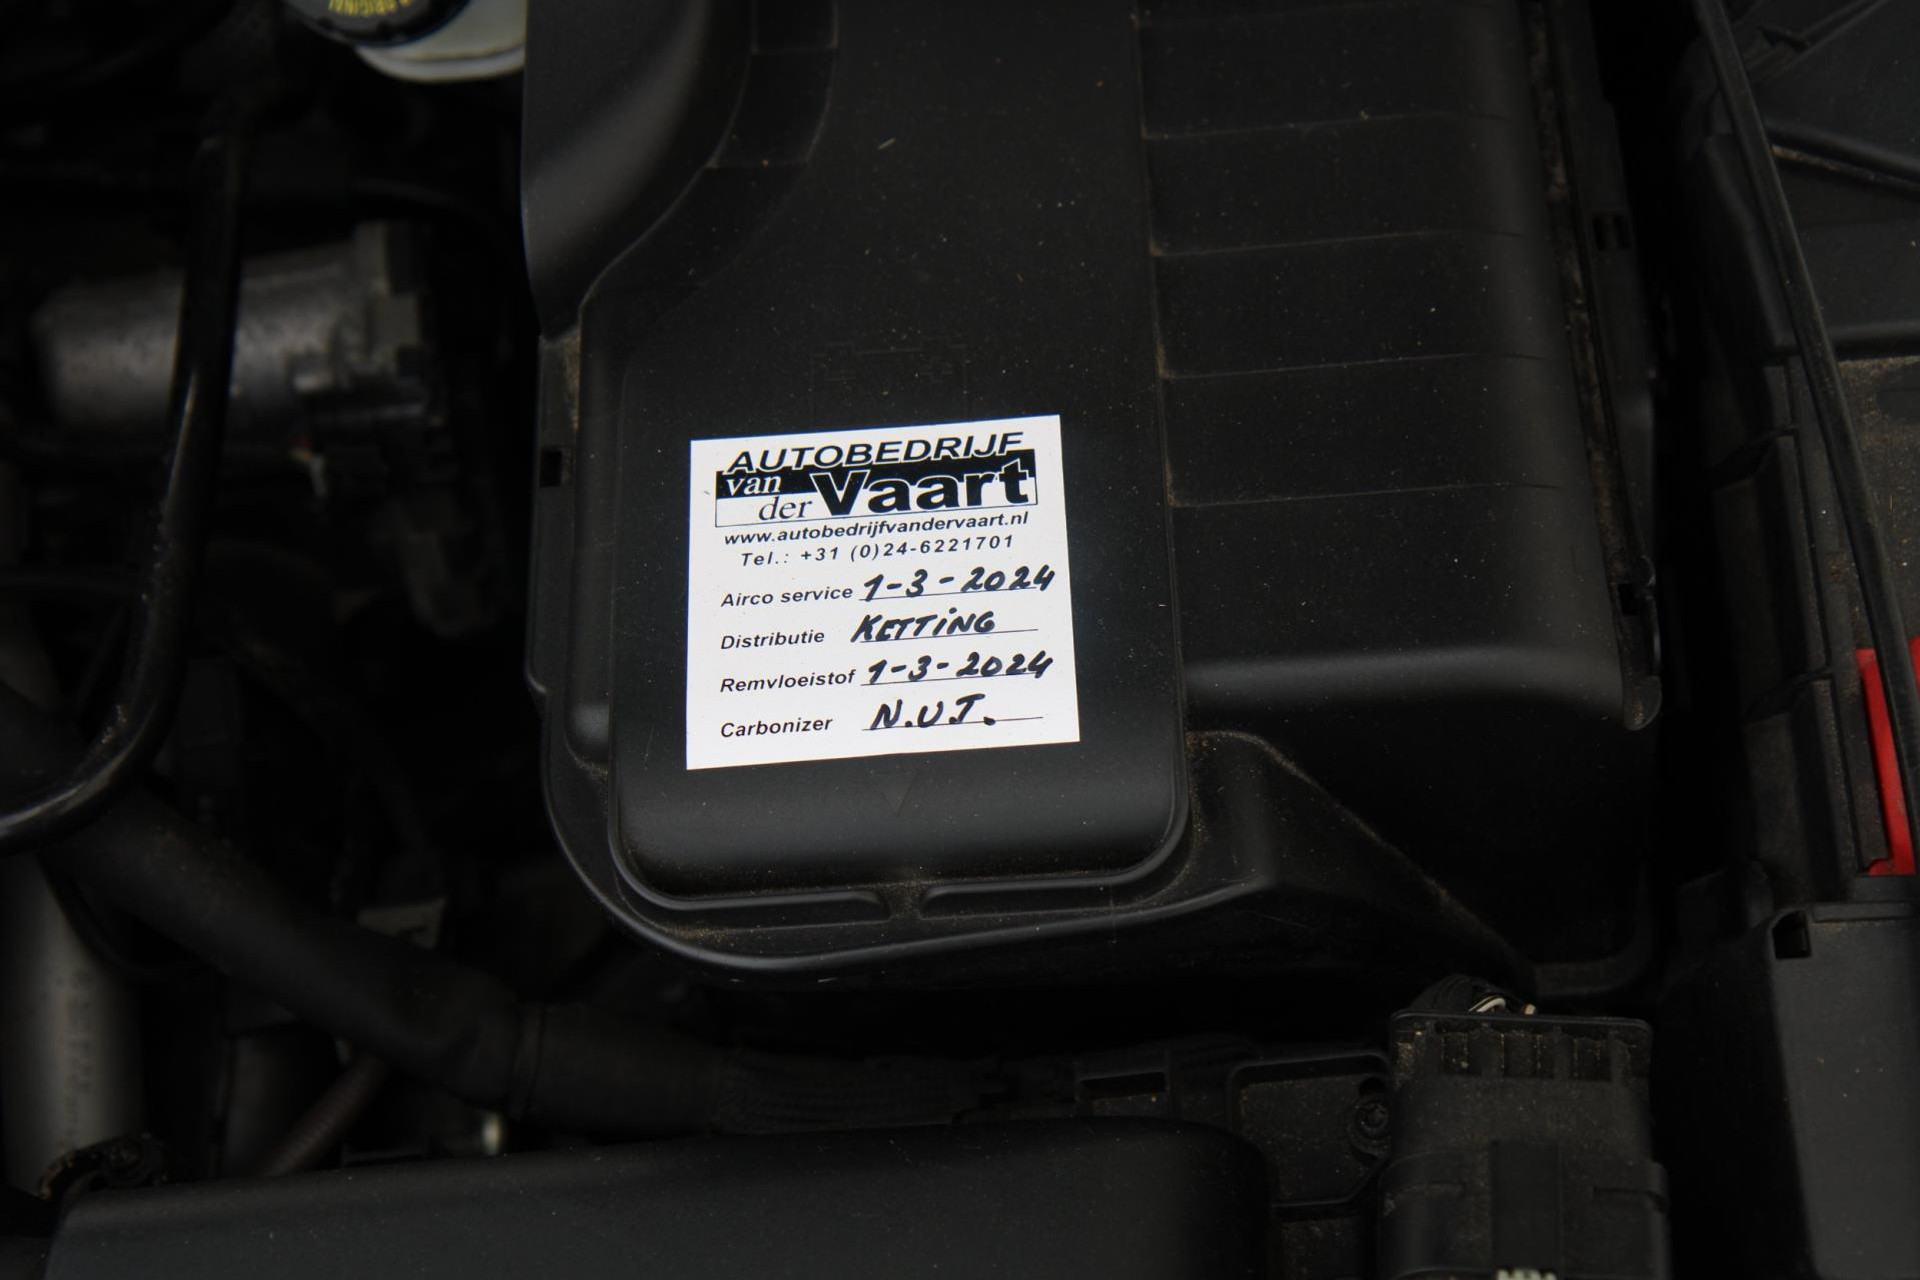 ORIGINAL
AUTOBEDRIJF
van der Vaart
www.autobedrijfvandervaart.nl
Tel.: +31 (0)24-6221701
Airco service 1-3-2024
Distributie KETTING
Remvloeistof 1-3-2024
Carbonizer N.U.T.